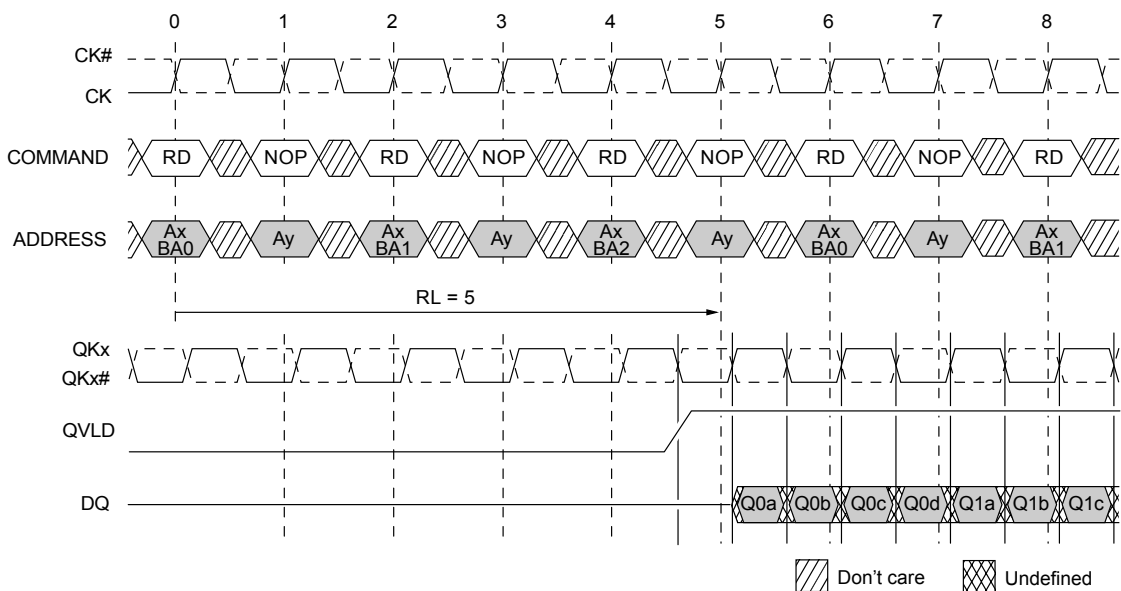 0 1 2 3 4 5 6 7 8
CK#
CK
COMMAND RD NOP RD NOP RD NOP RD NOP RD
ADDRESS Ax BA0 Ay Ax BA1 Ay Ax BA2 Ay Ax BA0 Ay Ax BA1
RL = 5
QKx
QKx#
QVLD
DQ Q0a Q0b Q0c Q0d Q1a Q1b Q1c
Don't care Undefined